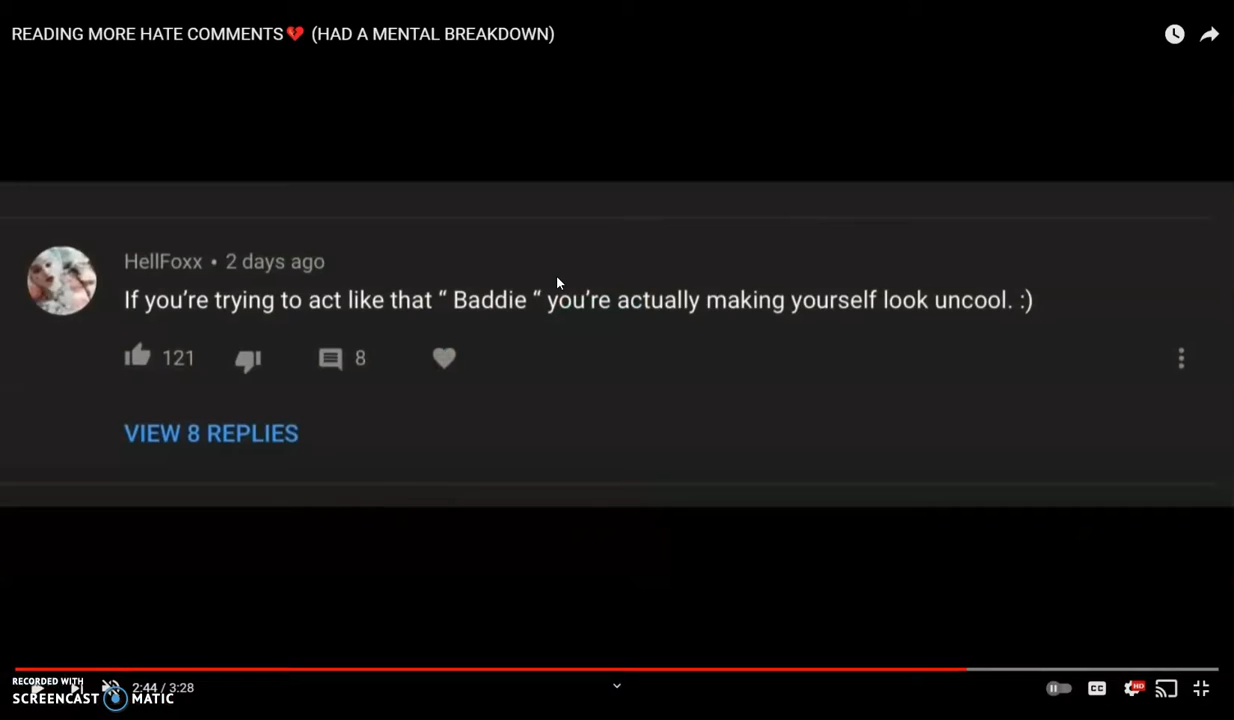 READING MORE HATE COMMENTS💔 (HAD A MENTAL BREAKDOWN)
HellFoxx • 2 days ago
If you’re trying to act like that “ Baddie “ you’re actually making yourself look uncool. :)
121 8
VIEW 8 REPLIES
RECORDED WITH
SCREENCAST MATIC
2:44 / 3:28
CC HD